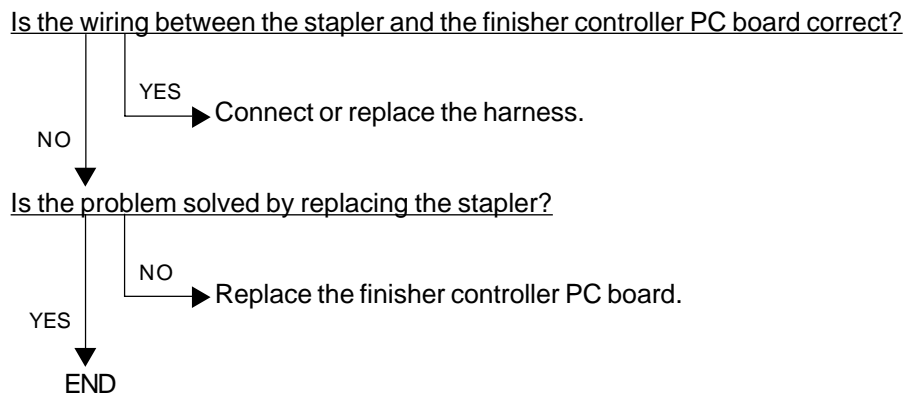 Is the wiring between the stapler and the finisher controller PC board correct?
YES
Connect or replace the harness.
NO
Is the problem solved by replacing the stapler?
NO
Replace the finisher controller PC board.
YES
END